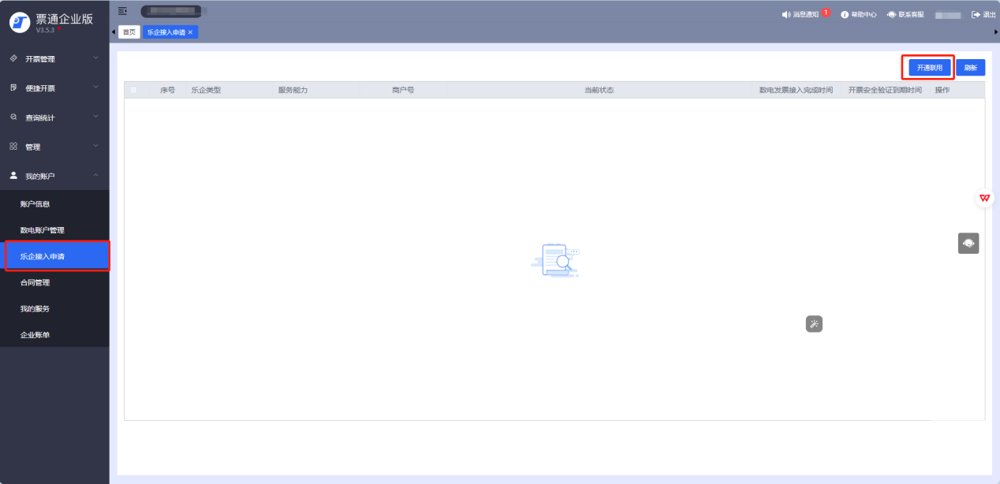 票通企业版
V3.5.3
消息通知 1 帮助中心 联系客服 退出
首页 乐企接入申请 ×
开票管理
便捷开票
查询统计
管理
我的账户
账户信息
数电账户管理
乐企接入申请
合同管理
我的服务
企业账单
开通联用 刷新
序号 乐企类型 服务能力 商户号 当前状态 数电发票接入完成时间 开票安全验证到期时间 操作